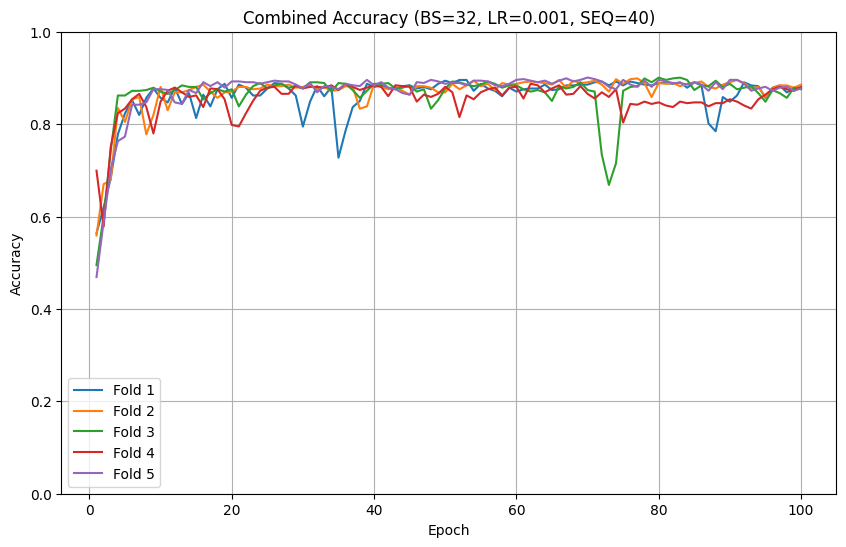 Combined Accuracy (BS=32, LR=0.001, SEQ=40)
Accuracy
1.0
0.8
0.6
0.4
0.2
0.0
Fold 1
Fold 2
Fold 3
Fold 4
Fold 5
0 20 40 60 80 100
Epoch